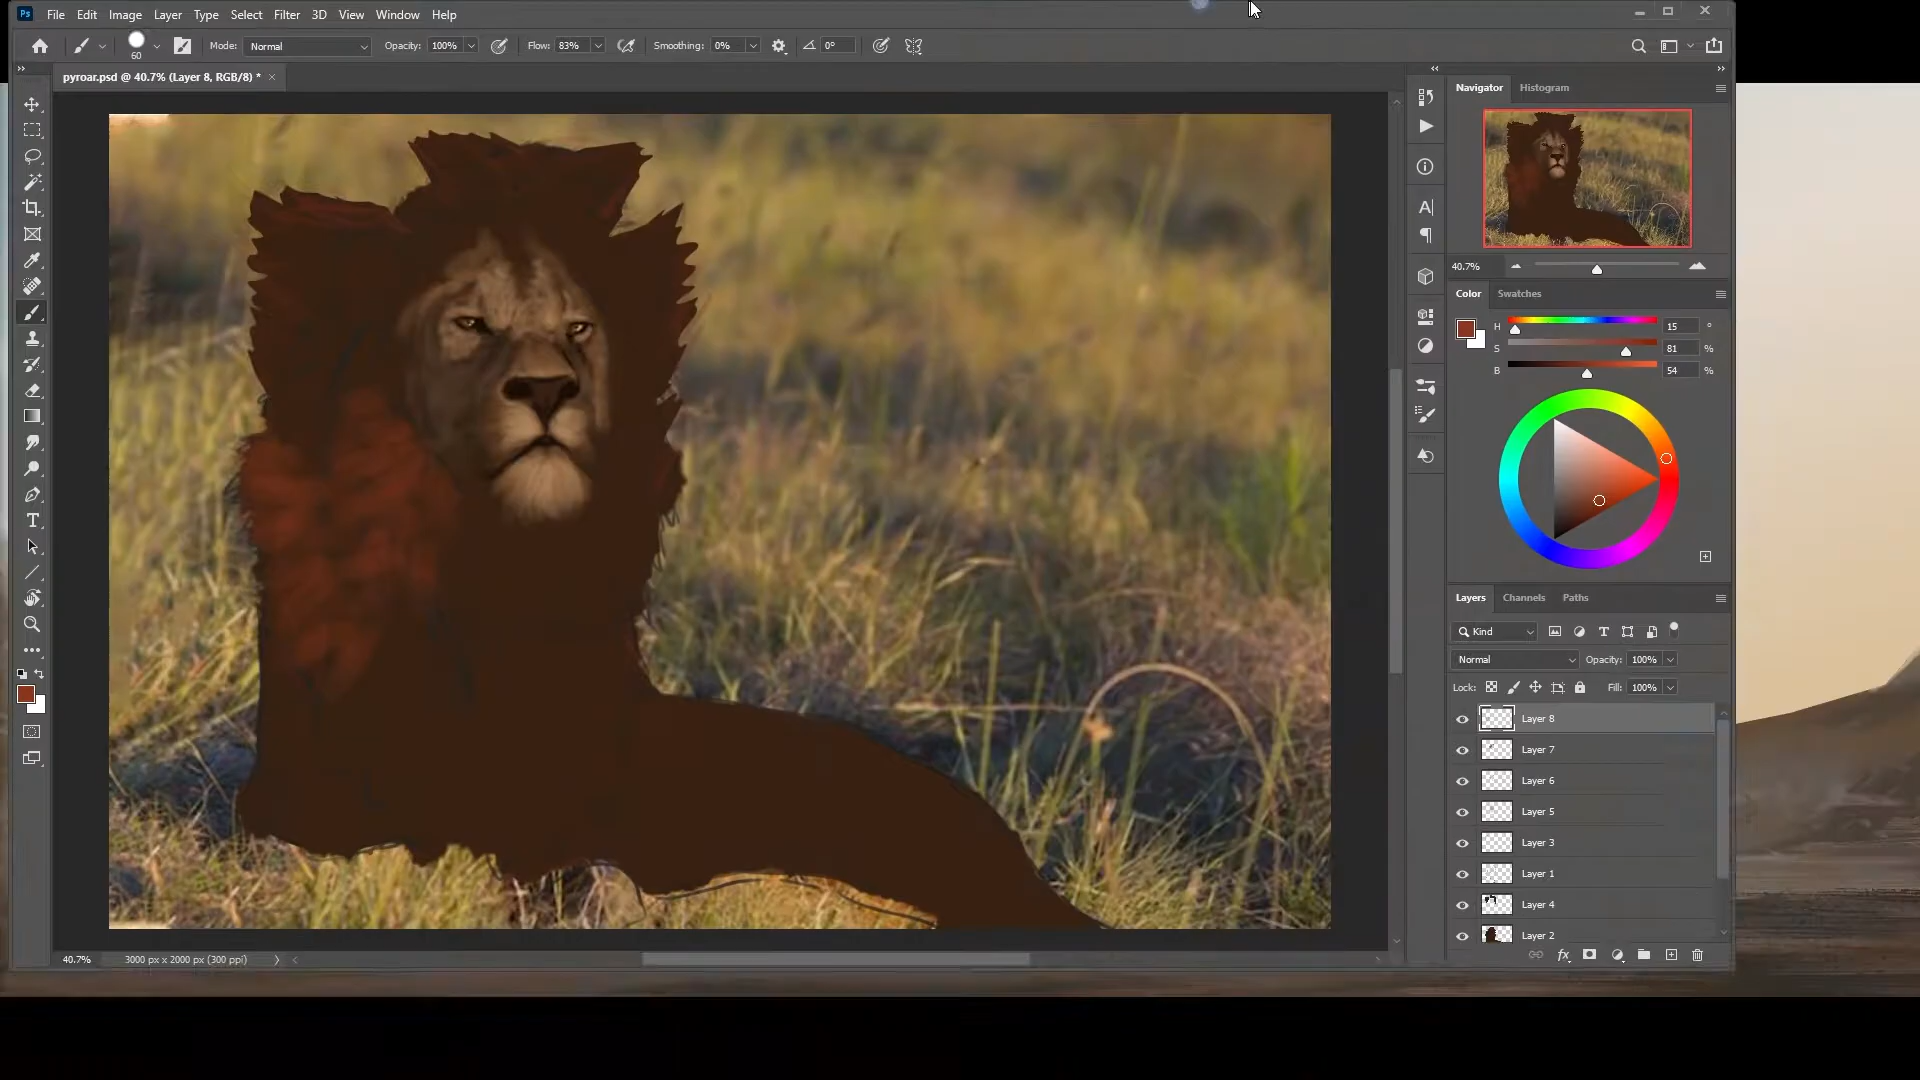 Ps File Edit Image Layer Type Select Filter 3D View Window Help
60 Mode: Normal Opacity: 100% Flow: 83% Smoothing: 0% 0°
pyroar.psd @ 40.7% (Layer 8, RGB/8) * ×
Navigator Histogram
40.7%
Color Swatches
H 15 °
S 81 %
B 54 %
Layers Channels Paths
Kind
Normal Opacity: 100%
Lock: Fill: 100%
Layer 8
Layer 7
Layer 6
Layer 5
Layer 3
Layer 1
Layer 4
Layer 2
fx
40.7% 3000 px x 2000 px (300 ppi)